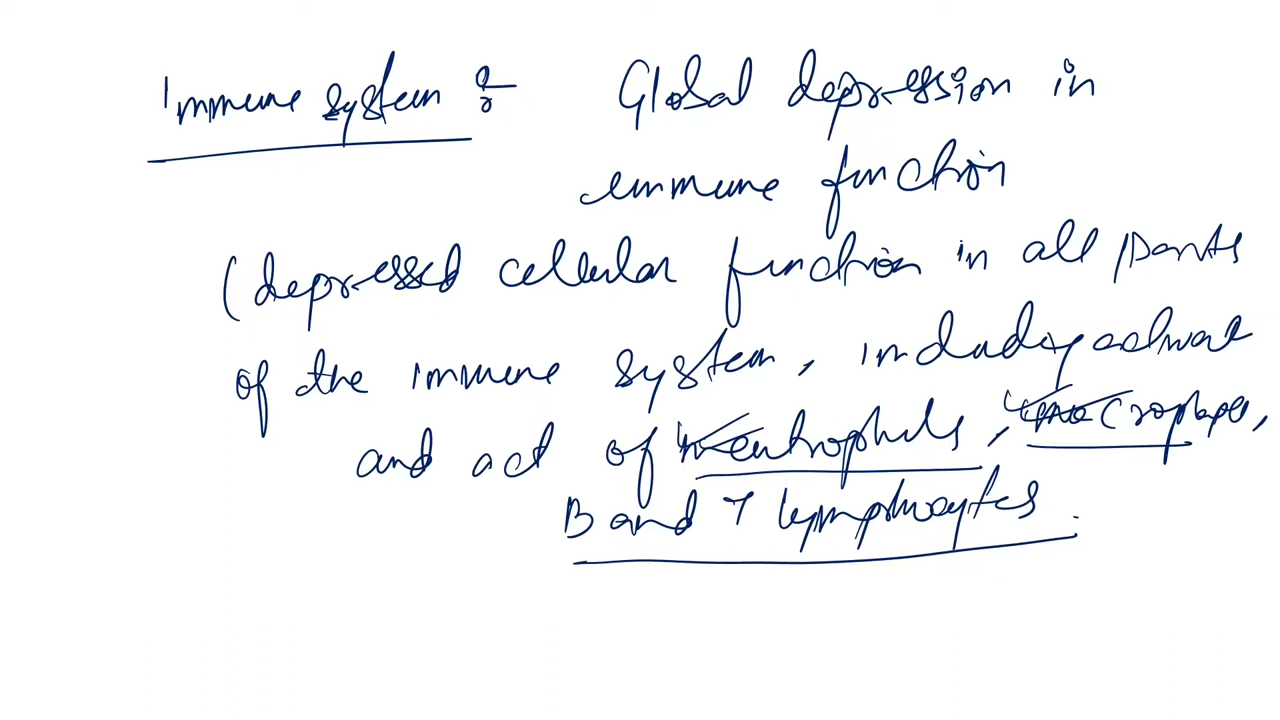 Immune system :- Global depression in
immune function
(depressed cellular function in all parts
of the immune system, including
and act of neutrophils, macrophages,
B and T lymphocytes.